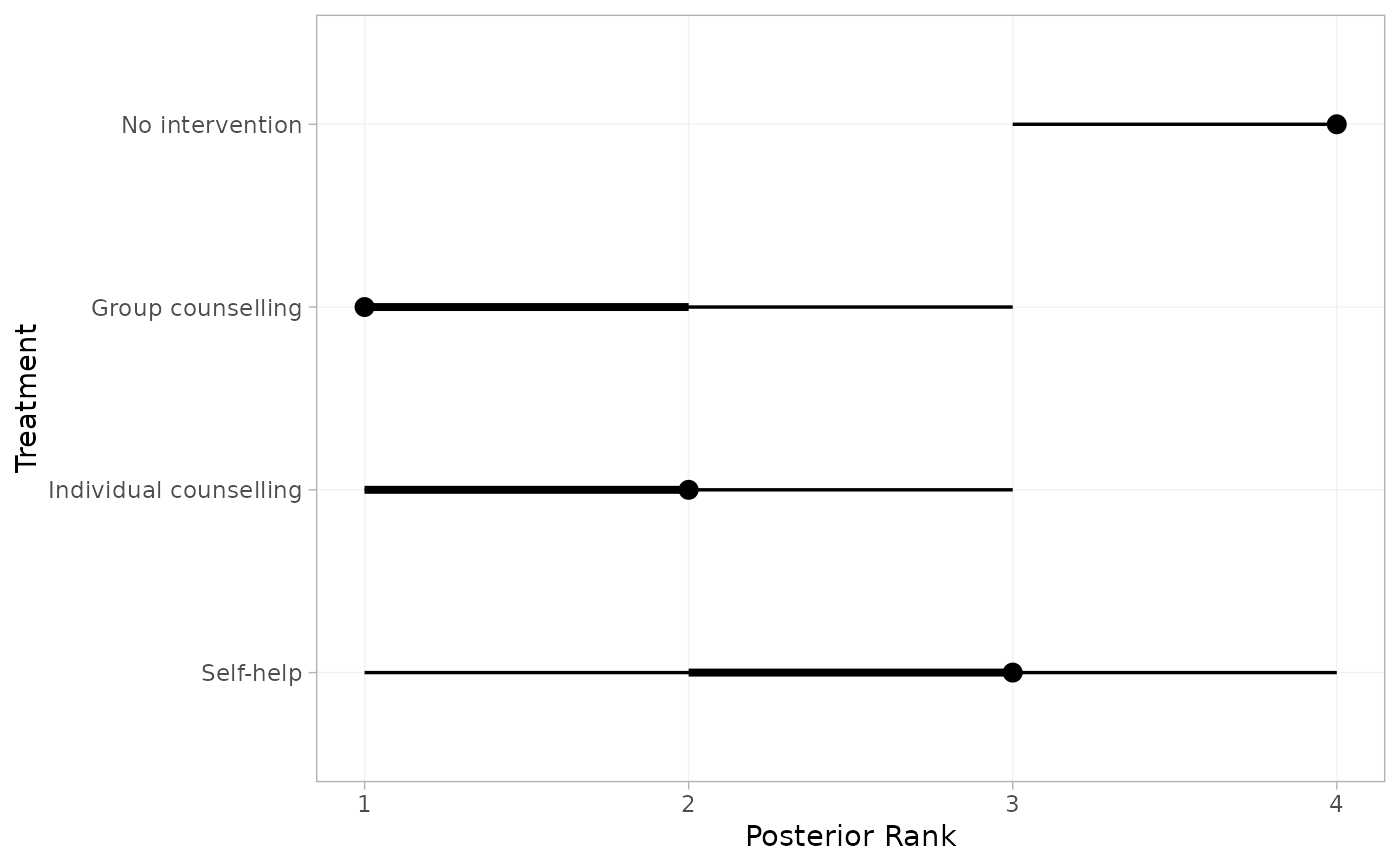 No intervention
Group counselling
Individual counselling
Self-help
Treatment
1 2 3 4
Posterior Rank